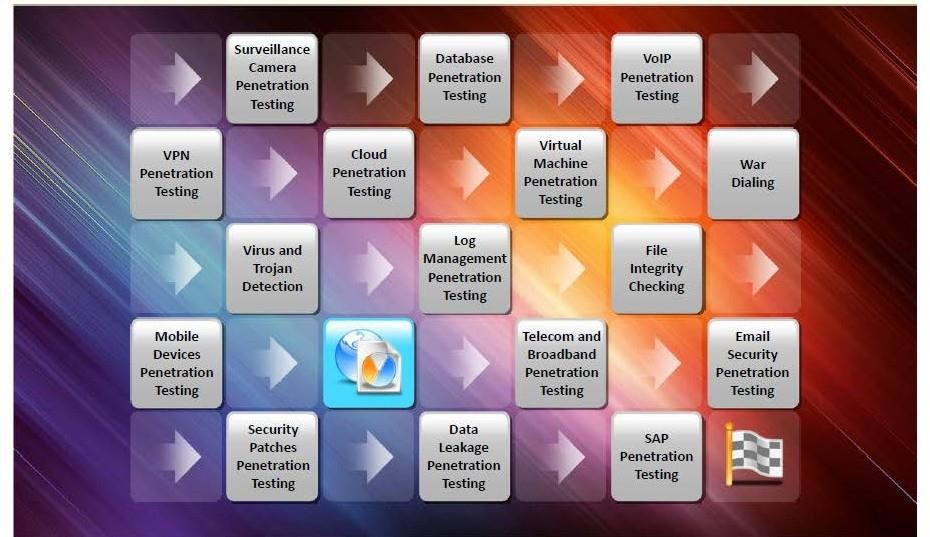 Surveillance
Camera
Penetration
Testing
Database
Penetration
Testing
VoIP
Penetration
Testing
VPN
Penetration
Testing
Cloud
Penetration
Testing
Virtual
Machine
Penetration
Testing
War
Dialing
Virus and
Trojan
Detection
Log
Management
Penetration
Testing
File
Integrity
Checking
Mobile
Devices
Penetration
Testing
Telecom and
Broadband
Penetration
Testing
Email
Security
Penetration
Testing
Security
Patches
Penetration
Testing
Data
Leakage
Penetration
Testing
SAP
Penetration
Testing